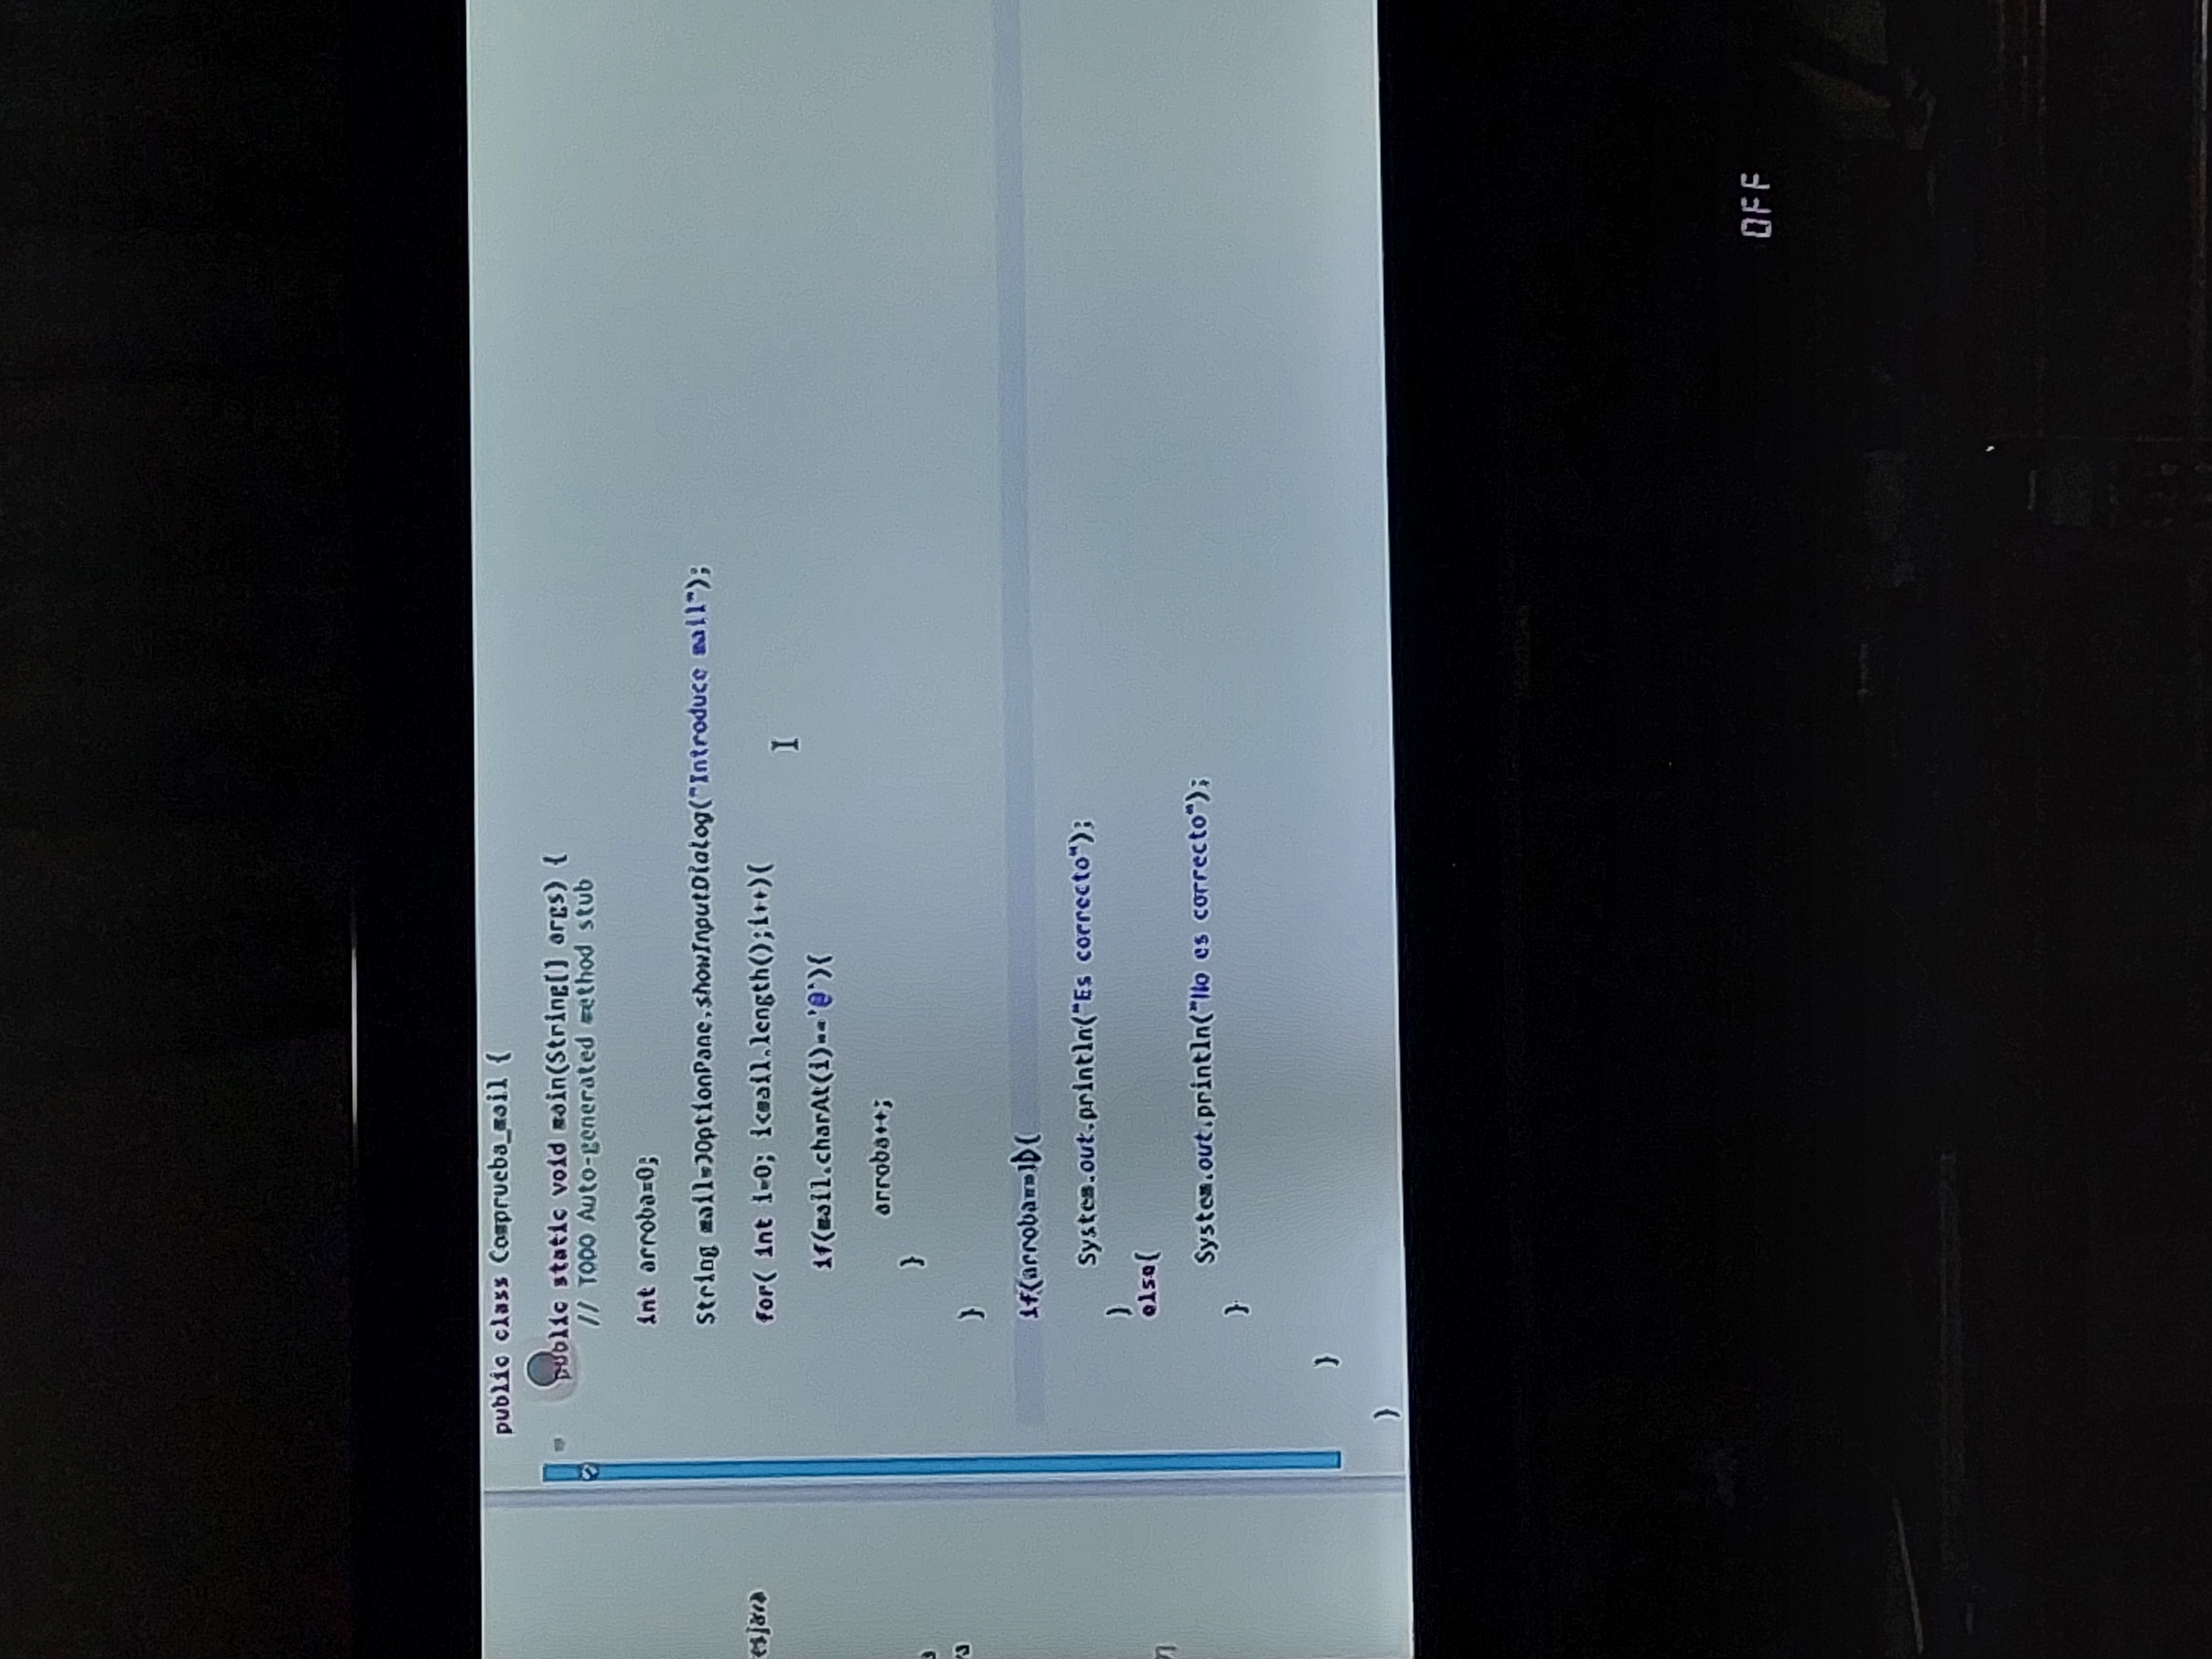 public class Comprueba_mail {
public static void main(String[] args) {
// TODO Auto-generated method stub
int arroba=0;
String mail=JOptionPane.showInputDialog("Introduce mail");
for( int i=0; i<mail.length();i++){
if(mail.charAt(i)=='@'){
arroba++;
}
}
if(arroba==1){
System.out.println("Es correcto");
}
else{
System.out.println("No es correcto");
}
}
}
OFF